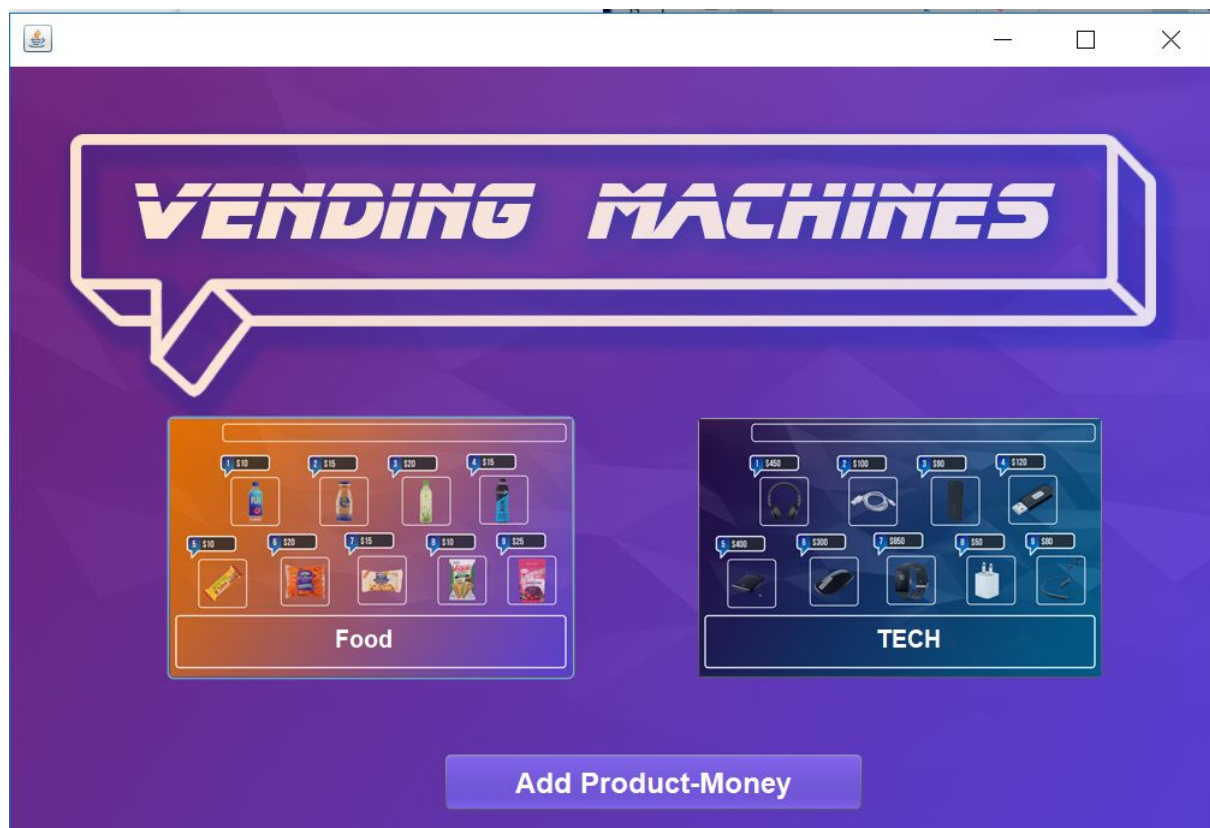 VENDING MACHINES
1 $10 2 $15 3 $20 4 $15
1 $450 2 $100 3 $90 4 $120
5 $10 6 $20 7 $15 8 $10 9 $25
5 $400 6 $300 7 $850 8 $50 9 $80
FIJI
Food
TECH
Add Product-Money